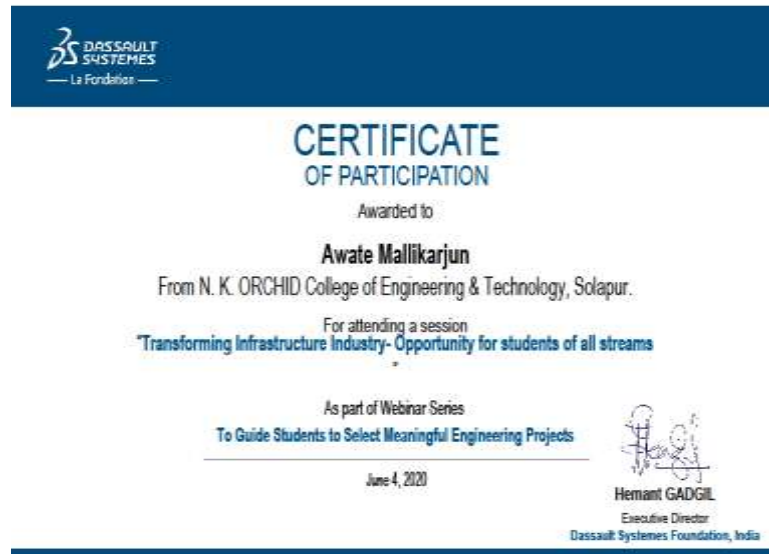 DASSAULT
SYSTEMES
La Fondation
CERTIFICATE
OF PARTICIPATION
Awarded to
Awate Mallikarjun
From N. K. ORCHID College of Engineering & Technology, Solapur.
For attending a session
"Transforming Infrastructure Industry- Opportunity for students of all streams
"
As part of Webinar Series
To Guide Students to Select Meaningful Engineering Projects
June 4, 2020
Hemant GADGIL
Executive Director
Dassault Systemes Foundation, India